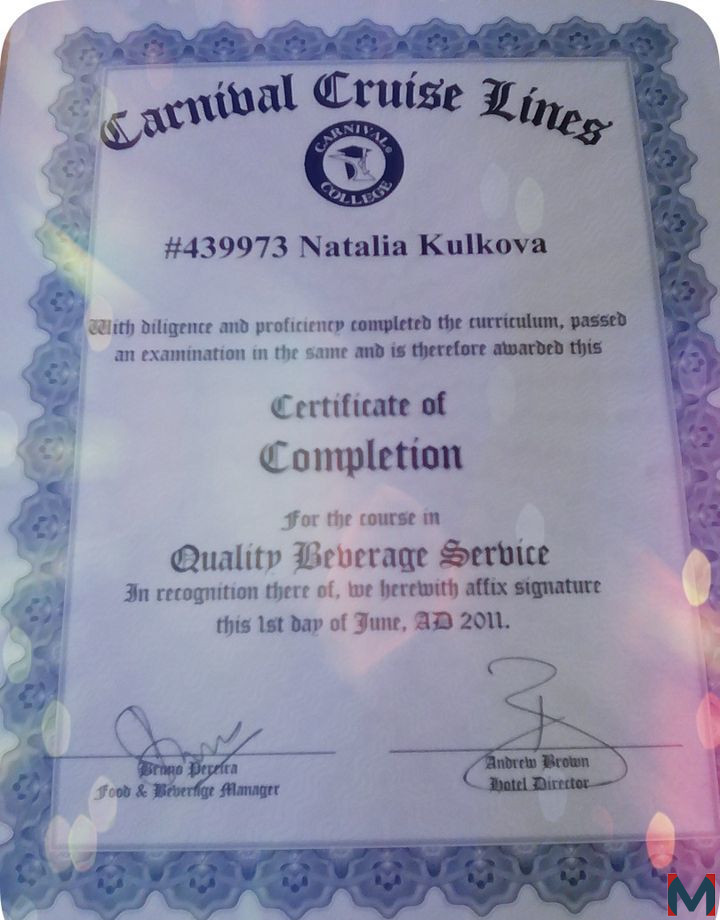 Carnival Cruise Lines
CARNIVAL®
COLLEGE
#439973 Natalia Kulkova
With diligence and proficiency completed the curriculum, passed
an examination in the same and is therefore awarded this
Certificate of
Completion
For the course in
Quality Beverage Service
In recognition there of, we herewith affix signature
this 1st day of June, AD 2011.
Bruno Pereira
Food & Beverage Manager
Andrew Brown
Hotel Director
M